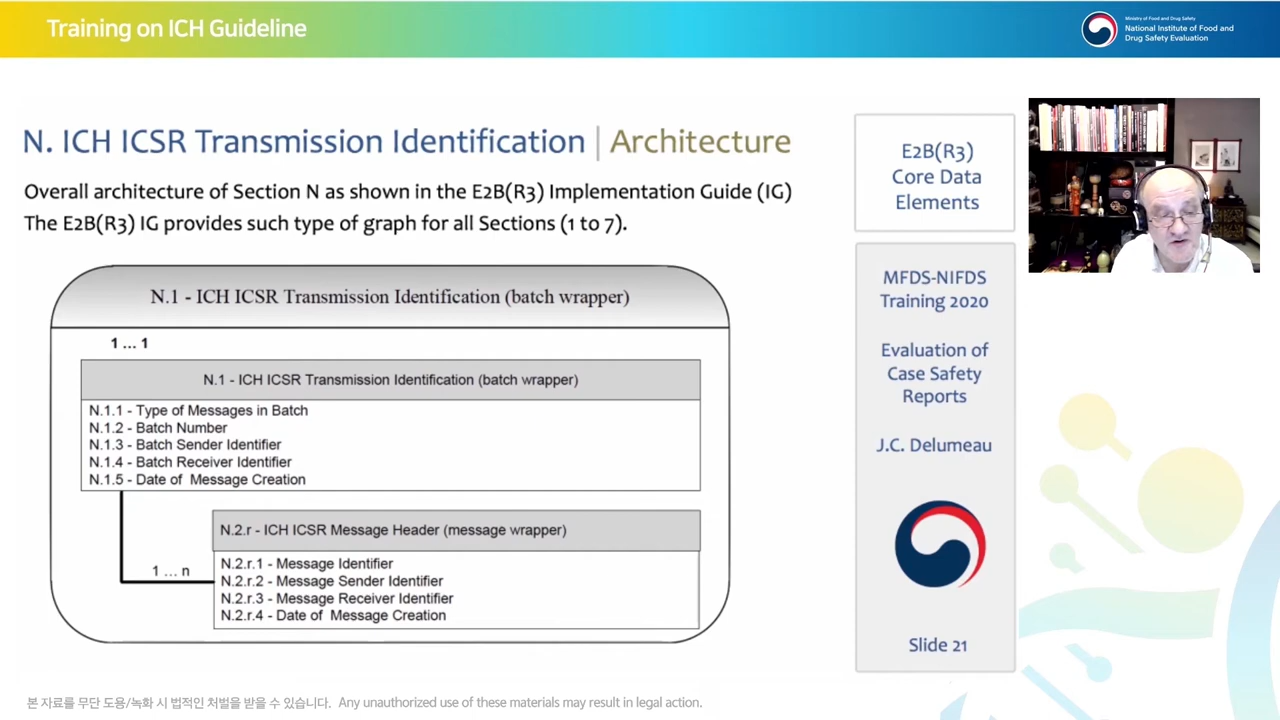 Training on ICH Guideline
Ministry of Food and Drug Safety
National Institute of Food and
Drug Safety Evaluation
N. ICH ICSR Transmission Identification | Architecture
Overall architecture of Section N as shown in the E2B(R3) Implementation Guide (IG)
The E2B(R3) IG provides such type of graph for all Sections (1 to 7).
N.1 - ICH ICSR Transmission Identification (batch wrapper)
1 ... 1
N.1 - ICH ICSR Transmission Identification (batch wrapper)
N.1.1 - Type of Messages in Batch
N.1.2 - Batch Number
N.1.3 - Batch Sender Identifier
N.1.4 - Batch Receiver Identifier
N.1.5 - Date of Message Creation
N.2.r - ICH ICSR Message Header (message wrapper)
1 ... n
N.2.r.1 - Message Identifier
N.2.r.2 - Message Sender Identifier
N.2.r.3 - Message Receiver Identifier
N.2.r.4 - Date of Message Creation
E2B(R3)
Core Data
Elements
MFDS-NIFDS
Training 2020
Evaluation of
Case Safety
Reports
J.C. Delumeau
Slide 21
본 자료를 무단 도용/녹화 시 법적인 처벌을 받을 수 있습니다. Any unauthorized use of these materials may result in legal action.